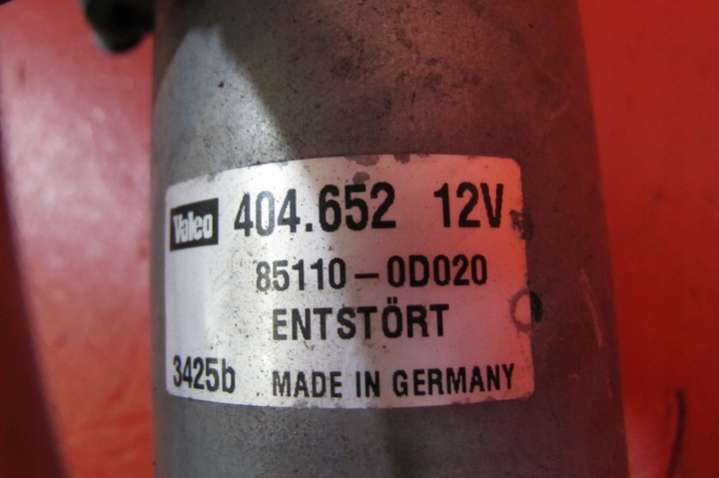 Valeo 404.652 12V
85110-0D020
ENTSTÖRT
3425b MADE IN GERMANY